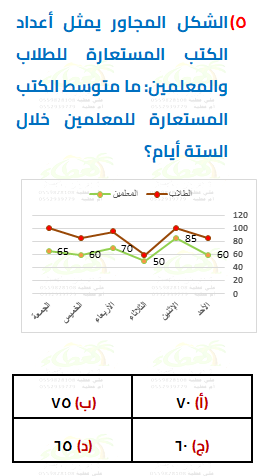 ٥) الشكل المجاور يمثل أعداد
الكتب المستعارة للطلاب
والمعلمين: ما متوسط الكتب
المستعارة للمعلمين خلال
الستة أيام؟
الطلاب المعلمين
120
100
80
60
40
20
0
60
85
50
70
60
65
الأحد
الإثنين
الثلاثاء
الأربعاء
الخميس
الجمعة
(أ) ٧٠
(ب) ٧٥
(ج) ٦٠
(د) ٦٥